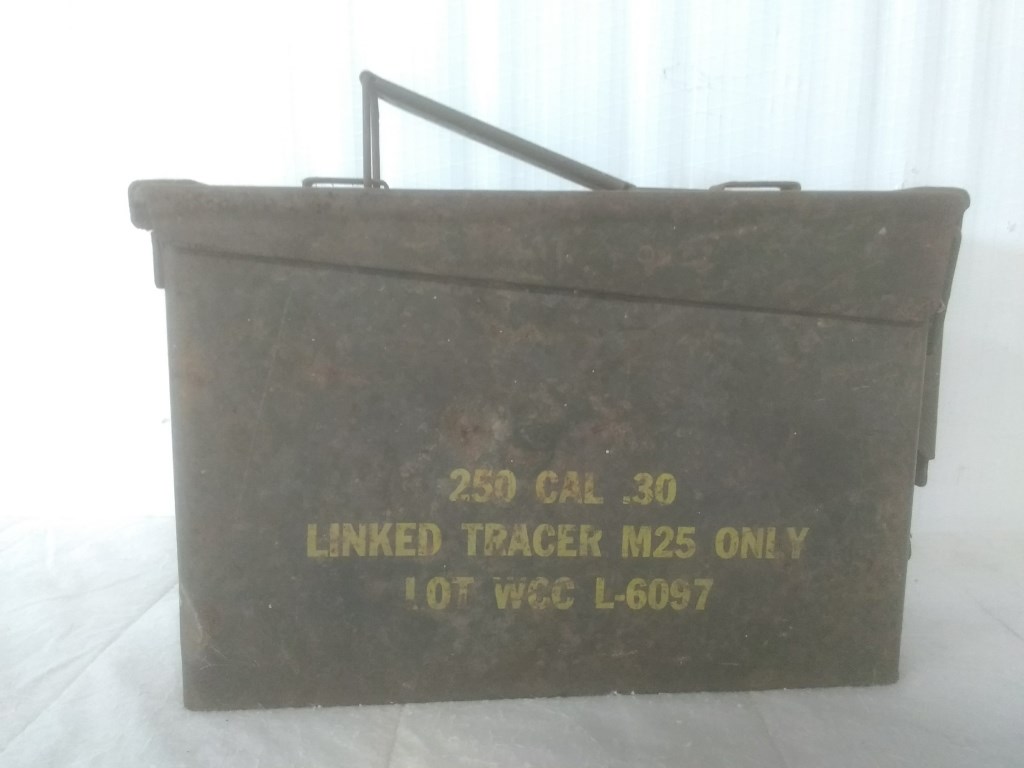 250 CAL .30
LINKED TRACER M25 ONLY
LOT WCC L-6097